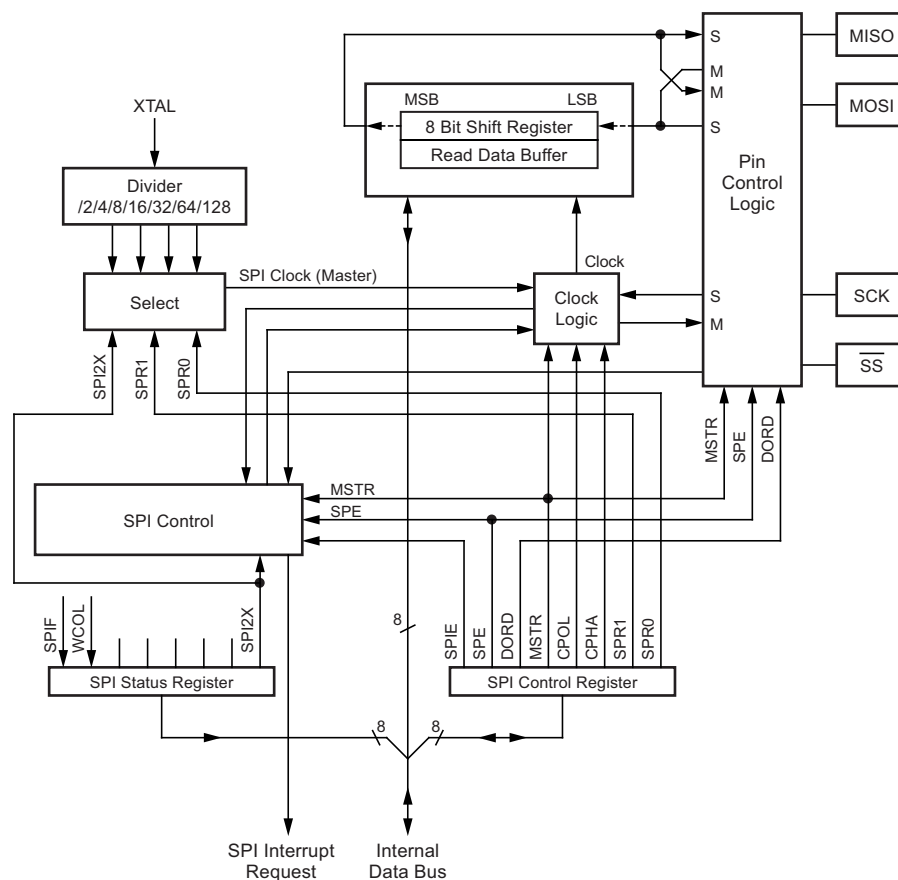 S
MISO
M
M
MSB
LSB
XTAL
MOSI
8 Bit Shift Register
S
Read Data Buffer
Pin
Control
Logic
Divider
/2/4/8/16/32/64/128
SPI Clock (Master)
Clock
Select
Clock
Logic
S
SCK
M
SPI2X
SPR1
SPR0
SS
MSTR
SPE
DORD
MSTR
SPI Control
SPE
SPIF
WCOL
SPI2X
8
SPIE
SPE
DORD
MSTR
CPOL
CPHA
SPR1
SPR0
SPI Status Register
SPI Control Register
8
8
SPI Interrupt
Request
Internal
Data Bus